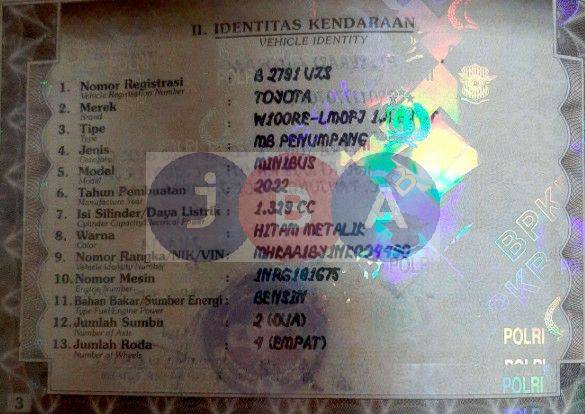 II. IDENTITAS KENDARAAN
VEHICLE IDENTITY
1. Nomor Registrasi : B 2791 UZS
Vehicle Registration Number
2. Merek : TOYOTA
Brand
3. Tipe : W100RE-LMDFJ
Type
4. Jenis : MB PENUMPANG
Category
5. Model : MINIBUS
Model
6. Tahun Pembuatan : 2022
Manufacture Year
7. Isi Silinder/Daya Listrik : 1.329 CC
Cylinder Capacity/Electrical Power
8. Warna : HITAM METALIK
Color
9. Nomor Rangka/NIK/VIN :
Vehicle Identity Number
10. Nomor Mesin : 1NRG181675
Engine Number
11. Bahan Bakar/Sumber Energi : BENSIN
Type Fuel/Engine Power
12. Jumlah Sumbu : 2 (DUA)
Number of Axis
13. Jumlah Roda : 4 (EMPAT)
Number of Wheels
JBA
BPKB
POLRI
POLRI
POLRI
3